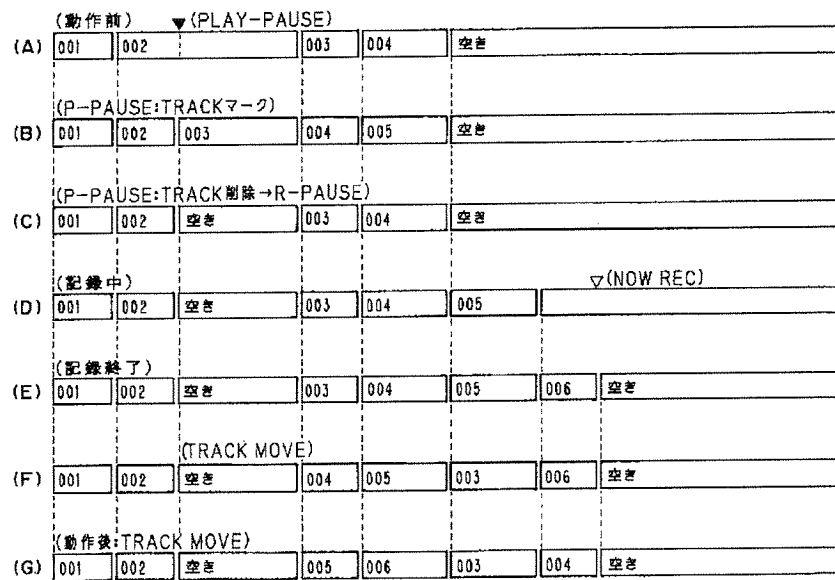 (動作前) ▼(PLAY-PAUSE)
(A) 001 002 003 004 空き
(P-PAUSE:TRACKマーク)
(B) 001 002 003 004 005 空き
(P-PAUSE:TRACK削除→R-PAUSE)
(C) 001 002 空き 003 004 空き
(記録中) ▽(NOW REC)
(D) 001 002 空き 003 004 005
(記録終了)
(E) 001 002 空き 003 004 005 006 空き
(TRACK MOVE)
(F) 001 002 空き 004 005 003 006 空き
(動作後:TRACK MOVE)
(G) 001 002 空き 005 006 003 004 空き